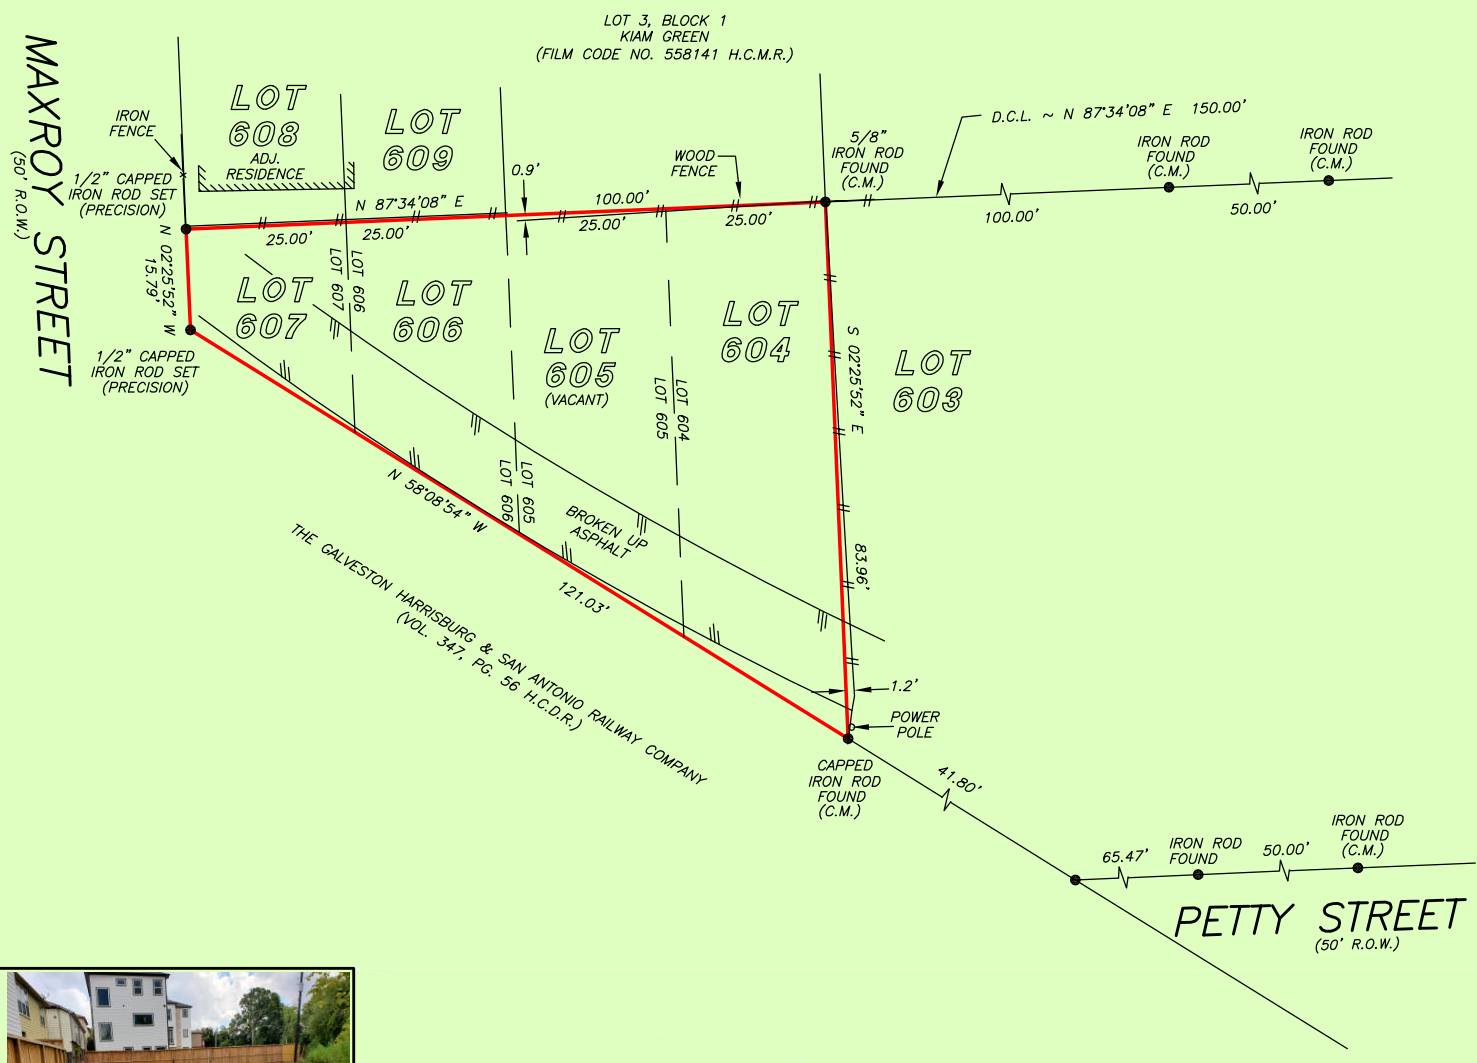 LOT 3, BLOCK 1
KIAM GREEN
(FILM CODE NO. 558141 H.C.M.R.)
MAXROY STREET
(50' R.O.W.)
IRON
FENCE
LOT
608
ADJ.
RESIDENCE
LOT
609
0.9'
WOOD
FENCE
5/8"
IRON ROD
FOUND
(C.M.)
D.C.L. ~ N 87°34'08" E 150.00'
IRON ROD
FOUND
(C.M.)
IRON ROD
FOUND
(C.M.)
1/2" CAPPED
IRON ROD SET
(PRECISION)
N 87°34'08" E
100.00'
25.00'
25.00'
25.00'
25.00'
100.00'
50.00'
N 02°25'52" W
15.79'
LOT
607
LOT 607
LOT 606
LOT
606
LOT
605
(VACANT)
LOT
604
LOT 605
LOT 604
S 02°25'52" E
83.96'
LOT
603
1/2" CAPPED
IRON ROD SET
(PRECISION)
N 58°08'54" W
121.03'
LOT 606
LOT 605
BROKEN UP
ASPHALT
THE GALVESTON HARRISBURG & SAN ANTONIO RAILWAY COMPANY
(VOL. 347, PG. 56 H.C.D.R.)
1.2'
POWER
POLE
CAPPED
IRON ROD
FOUND
(C.M.)
41.80'
65.47'
IRON ROD
FOUND
50.00'
IRON ROD
FOUND
(C.M.)
PETTY STREET
(50' R.O.W.)